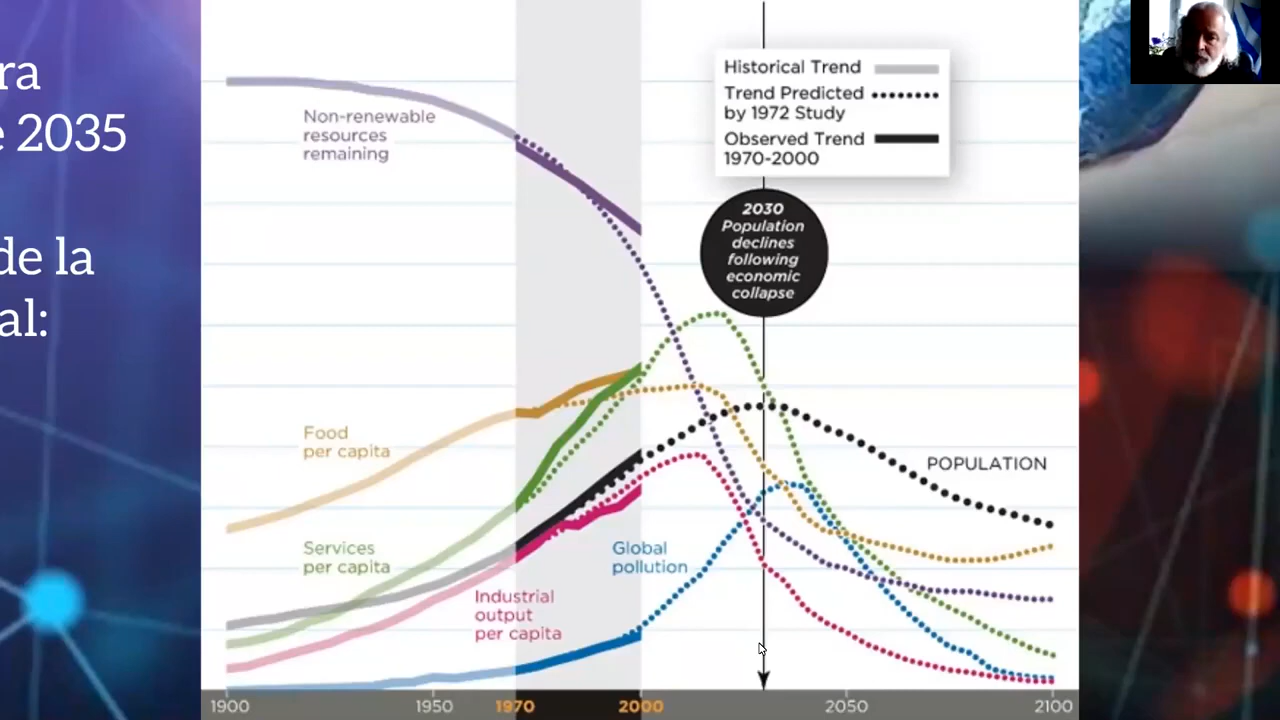 ra
e 2035
de la
al:
Non-renewable
resources
remaining
Historical Trend
Trend Predicted
by 1972 Study
Observed Trend
1970-2000
2030
Population
declines
following
economic
collapse
Food
per capita
POPULATION
Services
per capita
Global
pollution
Industrial
output
per capita
1900 1950 1970 2000 2050 2100